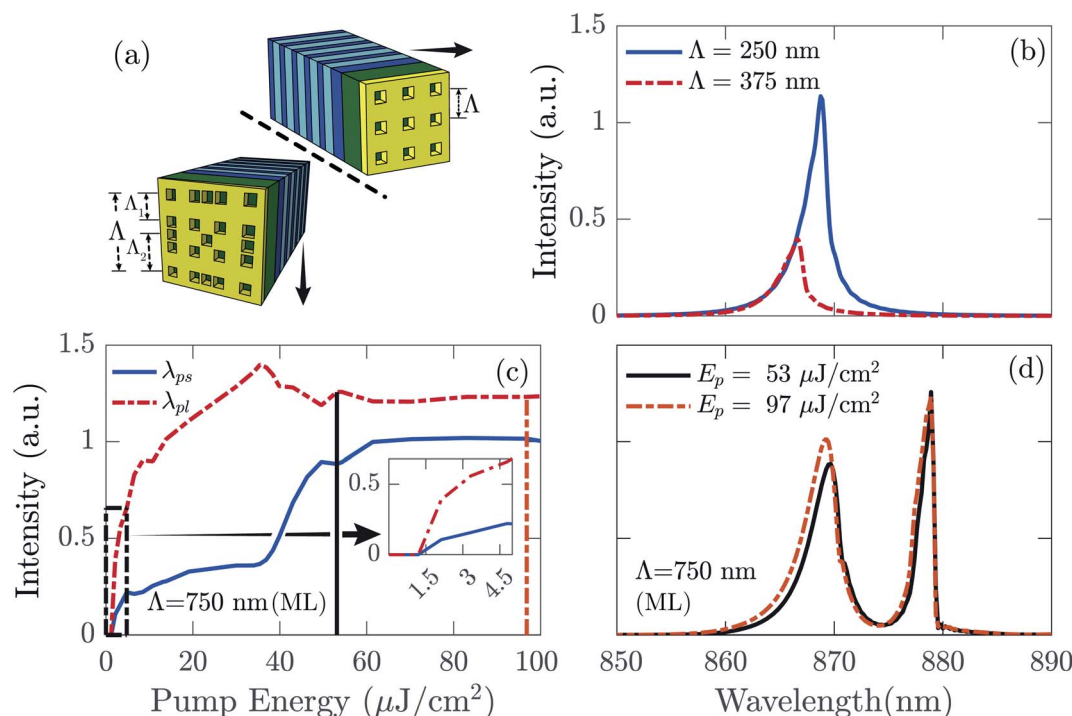 (a)
Λ
Λ₁
Λ
Λ₂
(b)
Λ = 250 nm
Λ = 375 nm
Intensity (a.u.)
1.5
1
0.5
0
(c)
λps
λpl
Intensity (a.u.)
1.5
1
0.5
0
0.5
0
1.5
3
4.5
Λ=750 nm (ML)
0
20
40
60
80
100
Pump Energy (μJ/cm²)
(d)
Eₚ = 53 μJ/cm²
Eₚ = 97 μJ/cm²
Λ=750 nm
(ML)
850
860
870
880
890
Wavelength(nm)